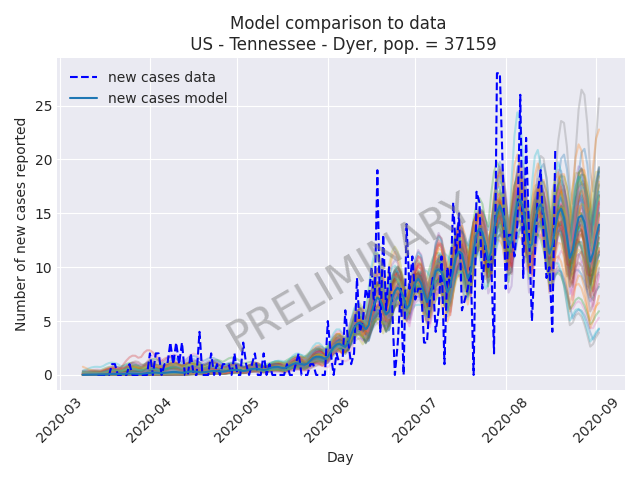 Model comparison to data
US - Tennessee - Dyer, pop. = 37159
new cases data
new cases model
Number of new cases reported
25
20
15
10
5
0
PRELIMINARY
2020-03
2020-04
2020-05
2020-06
2020-07
2020-08
2020-09
Day